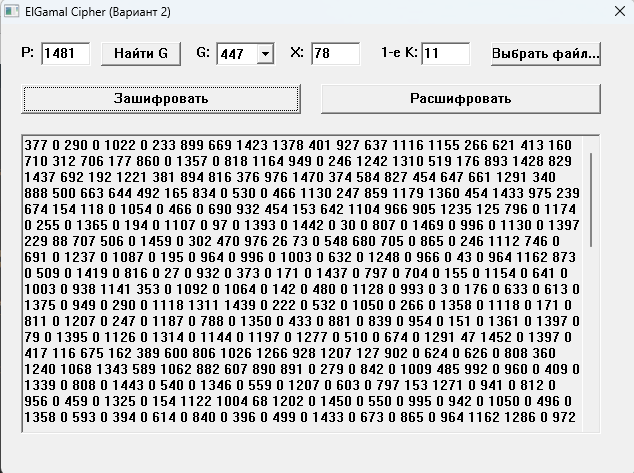 ElGamal Cipher (Вариант 2)
P: 1481 Найти G G: 447 X: 78 1-е K: 11 Выбрать файл...
Зашифровать Расшифровать
377 0 290 0 1022 0 233 899 669 1423 1378 401 927 637 1116 1155 266 621 413 160
710 312 706 177 860 0 1357 0 818 1164 949 0 246 1242 1310 519 176 893 1428 829
1437 692 192 1221 381 894 816 376 976 1470 374 584 827 454 647 661 1291 340
888 500 663 644 492 165 834 0 530 0 466 1130 247 859 1179 1360 454 1433 975 239
674 154 118 0 1054 0 466 0 690 932 454 153 642 1104 966 905 1235 125 796 0 1174
0 255 0 1365 0 194 0 1107 0 97 0 1393 0 1442 0 30 0 807 0 1469 0 996 0 1130 0 1397
229 88 707 506 0 1459 0 302 470 976 26 73 0 548 680 705 0 865 0 246 1112 746 0
691 0 1237 0 1087 0 195 0 964 0 996 0 1003 0 632 0 1248 0 966 0 43 0 964 1162 873
0 509 0 1419 0 816 0 27 0 932 0 373 0 171 0 1437 0 797 0 704 0 155 0 1154 0 641 0
1003 0 938 1141 353 0 1092 0 1064 0 142 0 480 0 1128 0 993 0 3 0 176 0 633 0 613 0
1375 0 949 0 290 0 1118 1311 1439 0 222 0 532 0 1050 0 266 0 1358 0 1118 0 171 0
811 0 1207 0 247 0 1187 0 788 0 1350 0 433 0 881 0 839 0 954 0 151 0 1361 0 1397 0
79 0 1395 0 1126 0 1314 0 1144 0 1197 0 1277 0 510 0 674 0 1291 47 1452 0 1397 0
417 116 675 162 389 600 806 1026 1266 928 1207 127 902 0 624 0 626 0 808 360
1240 1068 1343 589 1062 882 607 890 891 0 279 0 842 0 1009 485 992 0 960 0 409 0
1339 0 808 0 1443 0 540 0 1346 0 559 0 1207 0 603 0 797 153 1271 0 941 0 812 0
956 0 459 0 1325 0 154 1122 1004 68 1202 0 1450 0 550 0 995 0 942 0 1050 0 496 0
1358 0 593 0 394 0 614 0 840 0 396 0 499 0 1433 0 673 0 865 0 964 1162 1286 0 972